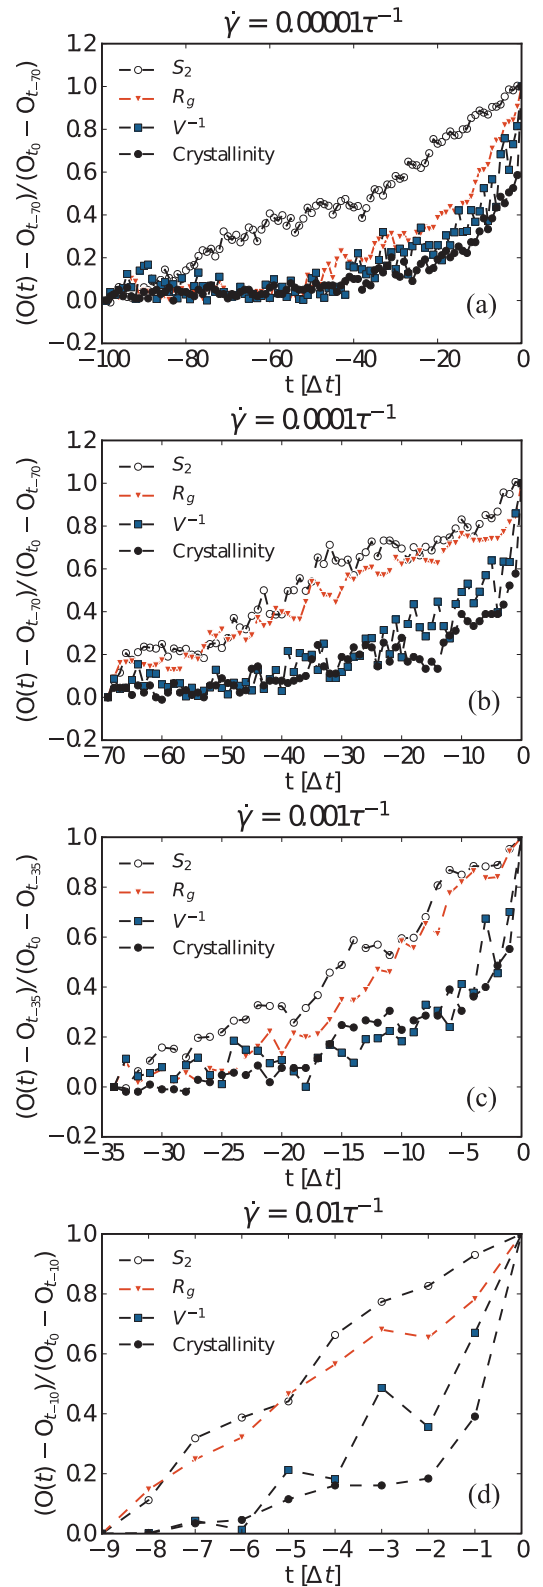 γ̇ = 0.00001τ⁻¹
(O(t) − O_{t−70})/(O_{t0} − O_{t−70})
1.2
1.0
0.8
0.6
0.4
0.2
0.0
−0.2
S₂
R_g
V⁻¹
Crystallinity
(a)
−100 −80 −60 −40 −20 0
t [Δt]
γ̇ = 0.0001τ⁻¹
(O(t) − O_{t−70})/(O_{t0} − O_{t−70})
1.2
1.0
0.8
0.6
0.4
0.2
0.0
−0.2
S₂
R_g
V⁻¹
Crystallinity
(b)
−70 −60 −50 −40 −30 −20 −10 0
t [Δt]
γ̇ = 0.001τ⁻¹
(O(t) − O_{t−35})/(O_{t0} − O_{t−35})
1.0
0.8
0.6
0.4
0.2
0.0
−0.2
S₂
R_g
V⁻¹
Crystallinity
(c)
−35 −30 −25 −20 −15 −10 −5 0
t [Δt]
γ̇ = 0.01τ⁻¹
(O(t) − O_{t−10})/(O_{t0} − O_{t−10})
1.0
0.8
0.6
0.4
0.2
0.0
S₂
R_g
V⁻¹
Crystallinity
(d)
−9 −8 −7 −6 −5 −4 −3 −2 −1 0
t [Δt]